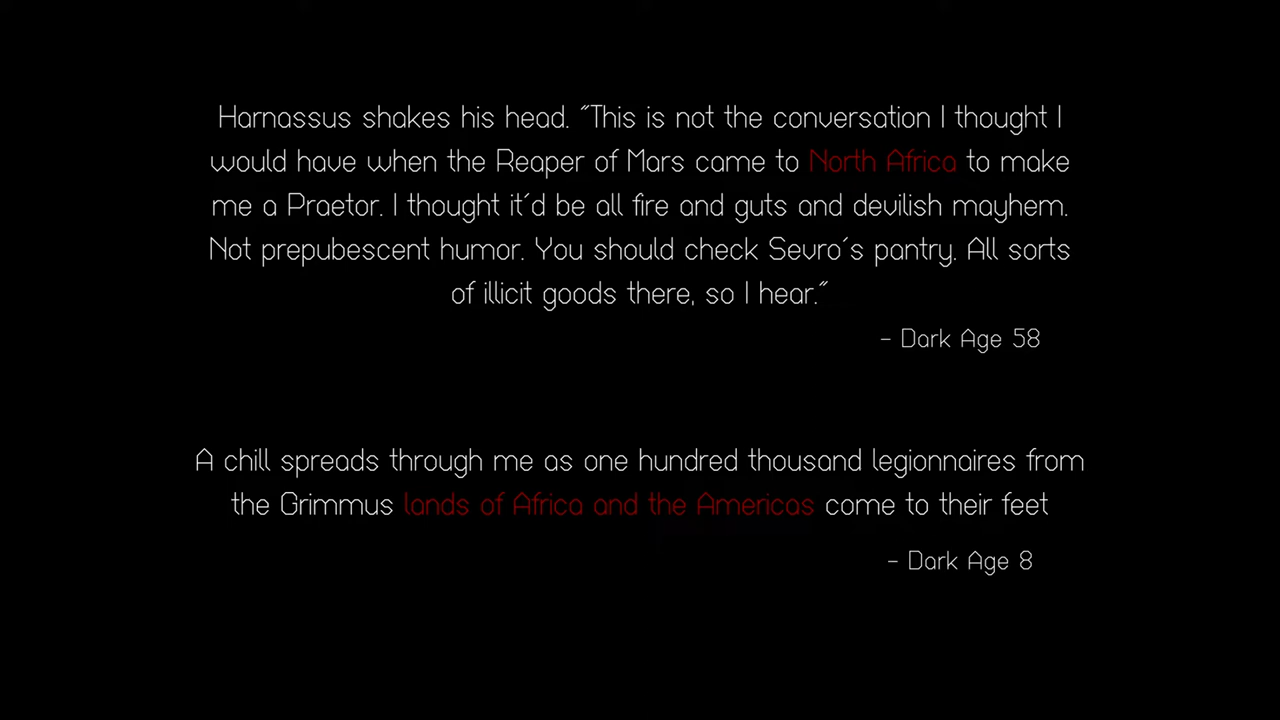 Harnassus shakes his head. "This is not the conversation I thought I
would have when the Reaper of Mars came to North Africa to make
me a Praetor. I thought it´d be all fire and guts and devilish mayhem.
Not prepubescent humor. You should check Sevro´s pantry. All sorts
of illicit goods there, so I hear."
- Dark Age 58
A chill spreads through me as one hundred thousand legionnaires from
the Grimmus lands of Africa and the Americas come to their feet
- Dark Age 8